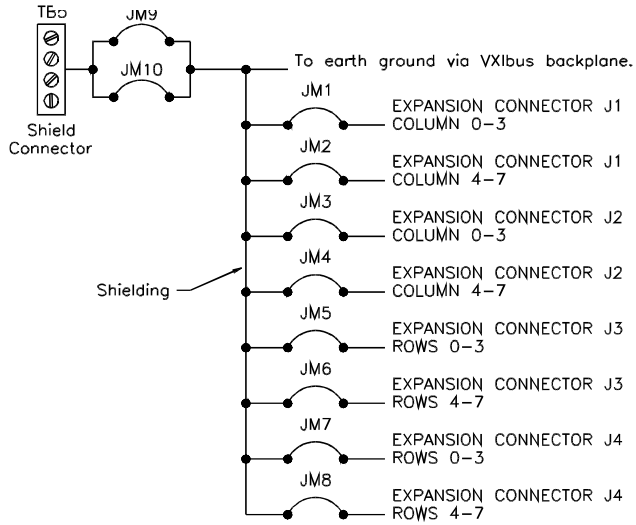 TB5
JM9
JM10
To earth ground via VXIbus backplane.
Shield
Connector
JM1
EXPANSION CONNECTOR J1
COLUMN 0-3
JM2
EXPANSION CONNECTOR J1
COLUMN 4-7
JM3
EXPANSION CONNECTOR J2
COLUMN 0-3
JM4
EXPANSION CONNECTOR J2
COLUMN 4-7
Shielding
JM5
EXPANSION CONNECTOR J3
ROWS 0-3
JM6
EXPANSION CONNECTOR J3
ROWS 4-7
JM7
EXPANSION CONNECTOR J4
ROWS 0-3
JM8
EXPANSION CONNECTOR J4
ROWS 4-7